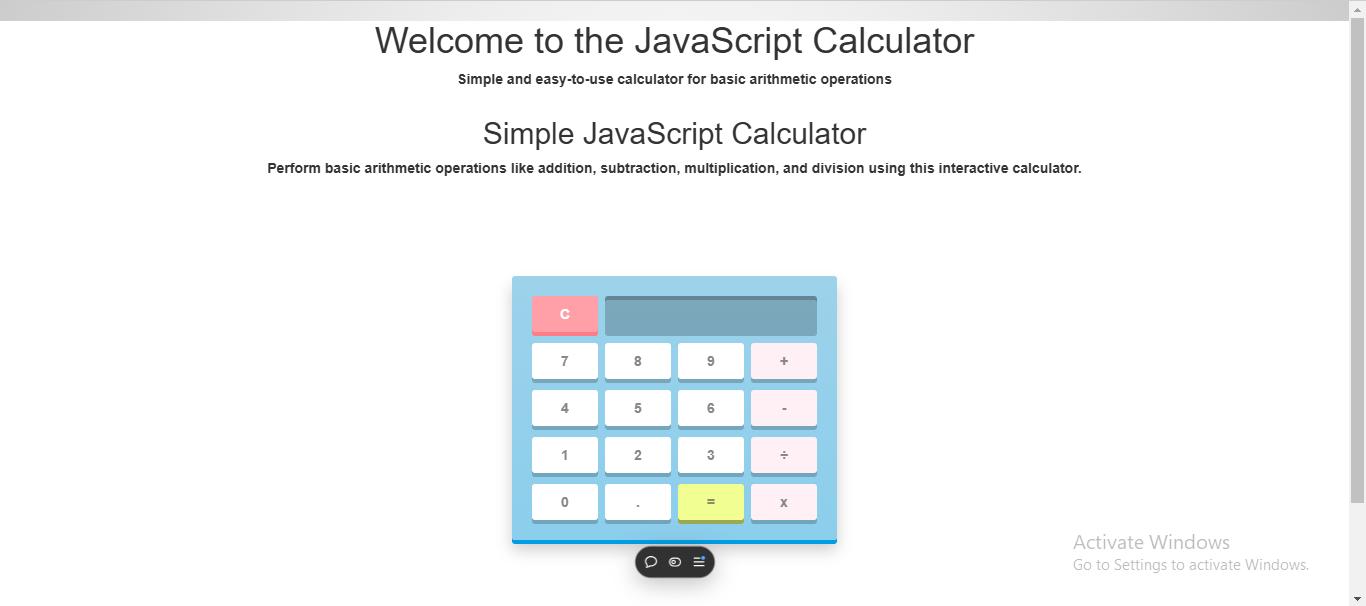 Welcome to the JavaScript Calculator
Simple and easy-to-use calculator for basic arithmetic operations
Simple JavaScript Calculator
Perform basic arithmetic operations like addition, subtraction, multiplication, and division using this interactive calculator.
C
7 8 9 +
4 5 6 -
1 2 3 ÷
0 . = x
Activate Windows
Go to Settings to activate Windows.